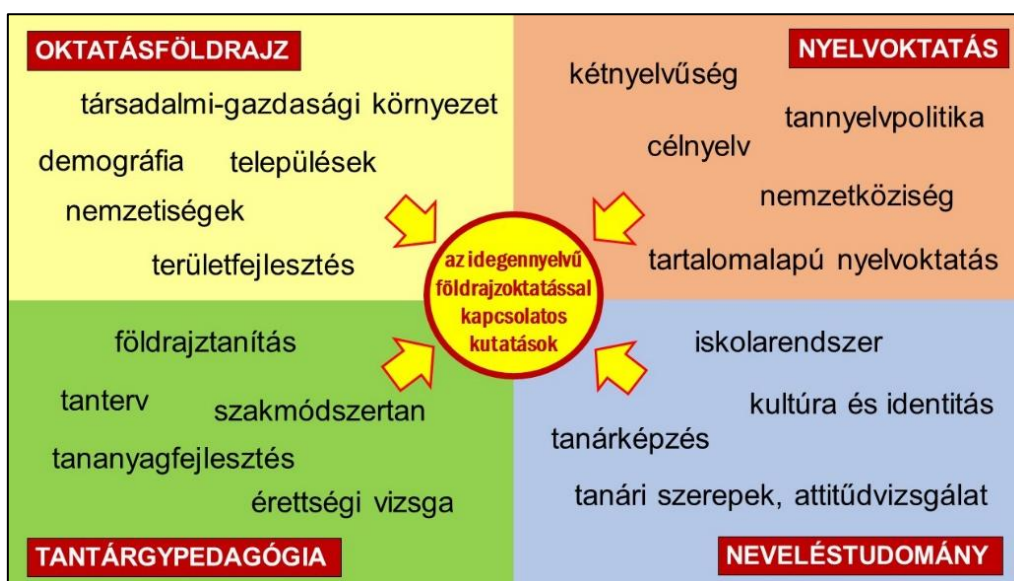 OKTATÁSFÖLDRAJZ
társadalmi-gazdasági környezet
demográfia
települések
nemzetiségek
területfejlesztés
NYELVOKTATÁS
kétnyelvűség
tannyelvpolitika
célnyelv
nemzetköziség
tartalomalapú nyelvoktatás
az idegennyelvű
földrajzoktatással
kapcsolatos
kutatások
földrajztanítás
tanterv
szakmódszertan
tananyagfejlesztés
érettségi vizsga
TANTÁRGYPEDAGÓGIA
iskolarendszer
kultúra és identitás
tanárképzés
tanári szerepek, attitűdvizsgálat
NEVELÉSTUDOMÁNY